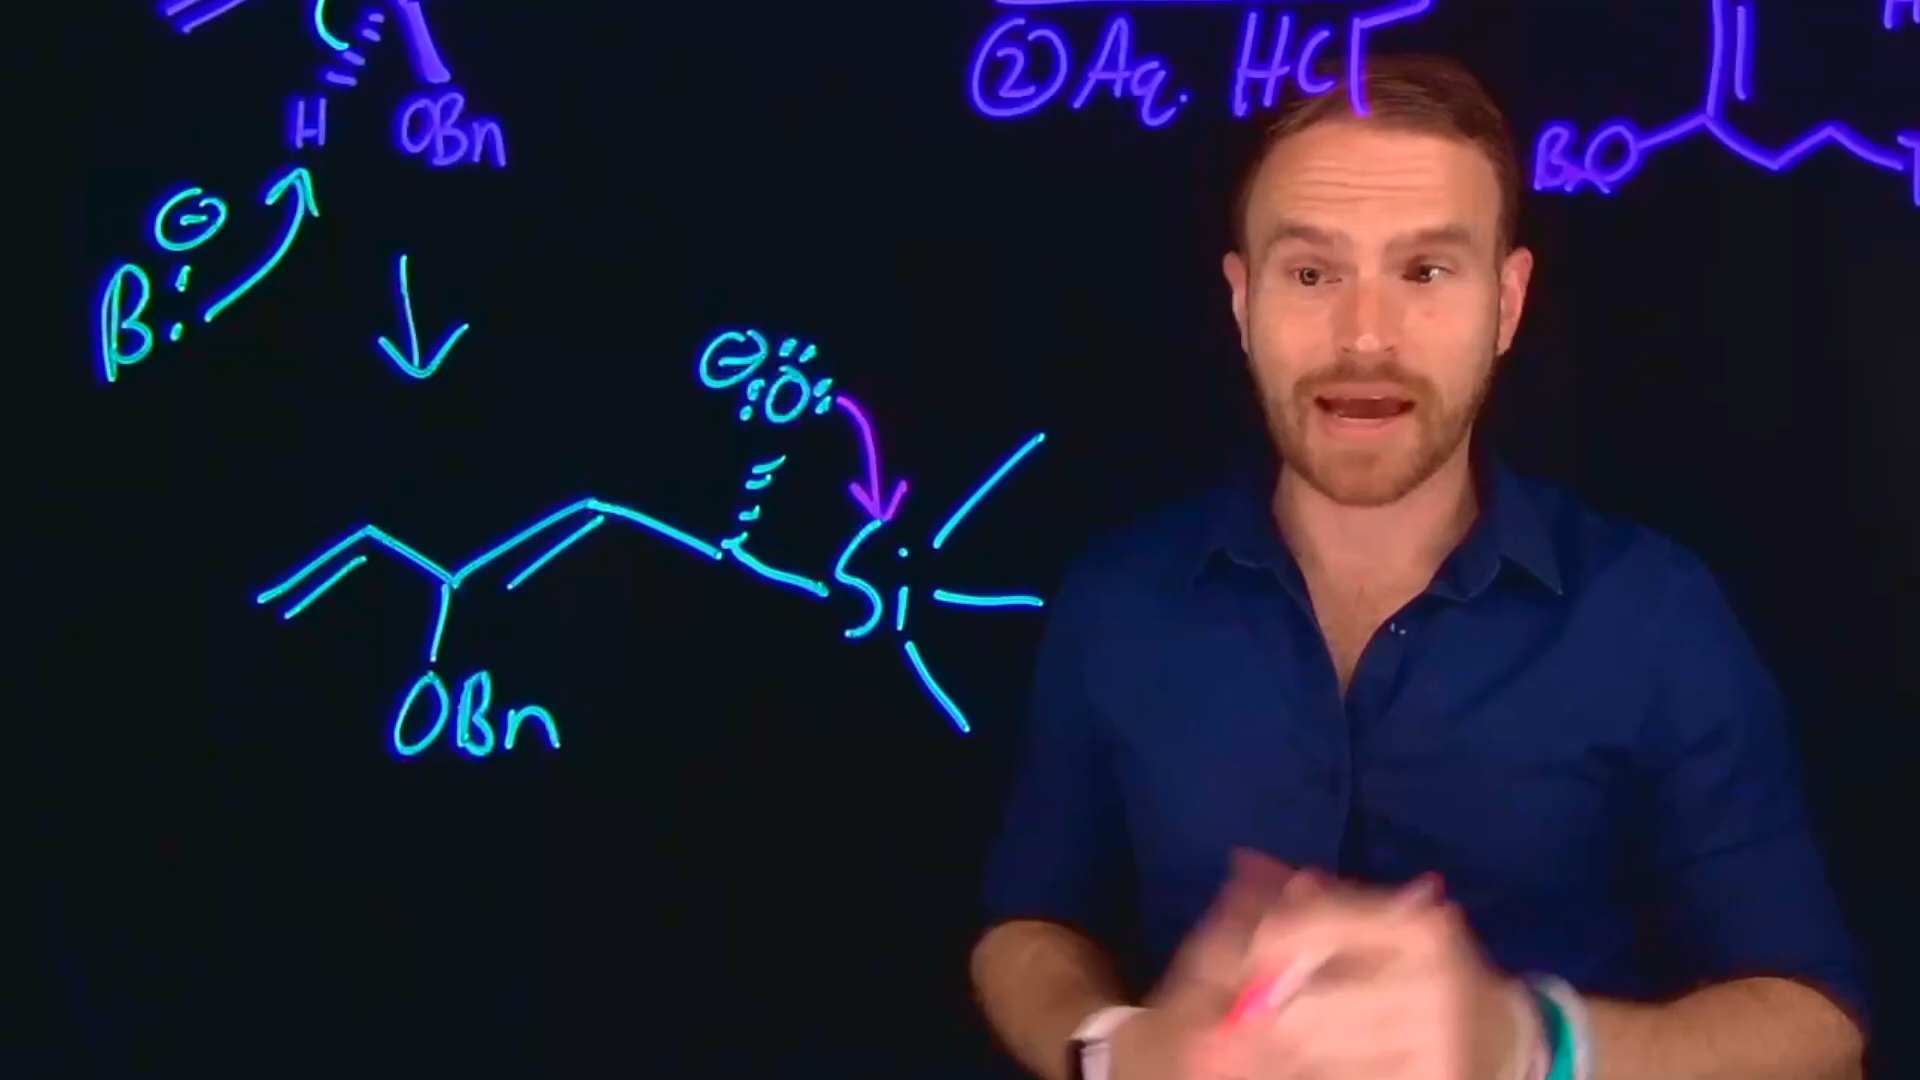 ② Aq. HCl
H
OBn
BnO
⊖
B:
⊖
:O:
Si
OBn